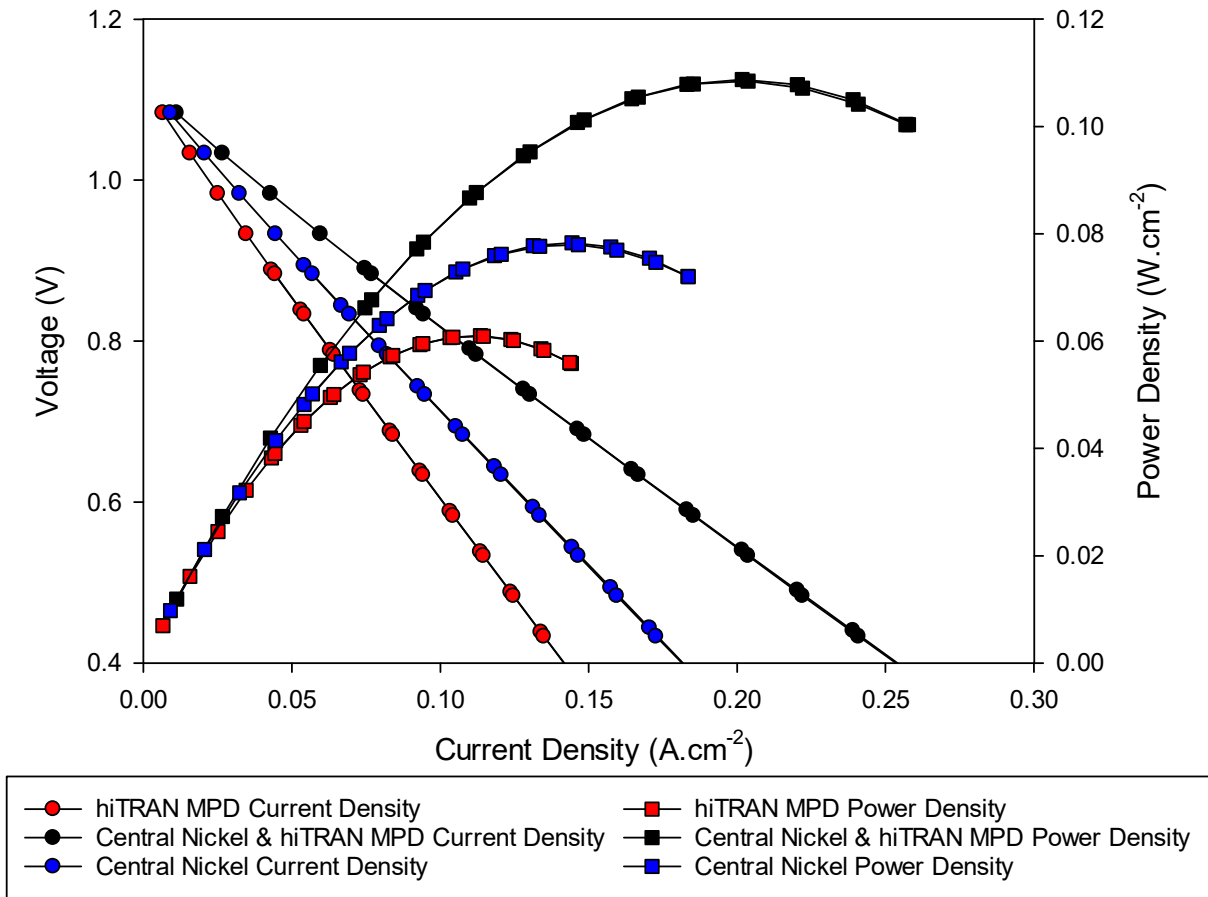 1.2
1.0
0.8
0.6
0.4
Voltage (V)
0.12
0.10
0.08
0.06
0.04
0.02
0.00
Power Density (W.cm⁻²)
0.00 0.05 0.10 0.15 0.20 0.25 0.30
Current Density (A.cm⁻²)
hiTRAN MPD Current Density
Central Nickel & hiTRAN MPD Current Density
Central Nickel Current Density
hiTRAN MPD Power Density
Central Nickel & hiTRAN MPD Power Density
Central Nickel Power Density